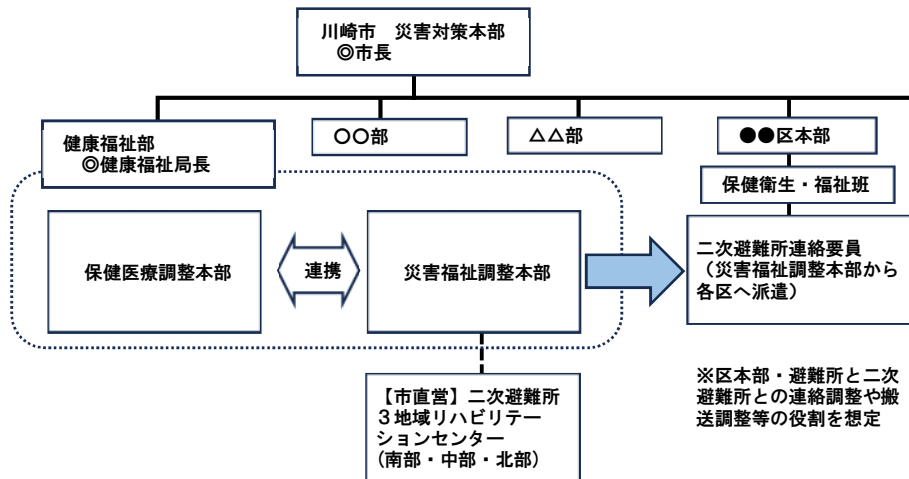 川崎市　災害対策本部
◎市長
健康福祉部
◎健康福祉局長
〇〇部
△△部
●●区本部
保健衛生・福祉班
保健医療調整本部
連携
災害福祉調整本部
二次避難所連絡要員
（災害福祉調整本部から
各区へ派遣）
【市直営】二次避難所
３地域リハビリテー
ションセンター
(南部・中部・北部）
※区本部・避難所と二次
避難所との連絡調整や搬
送調整等の役割を想定